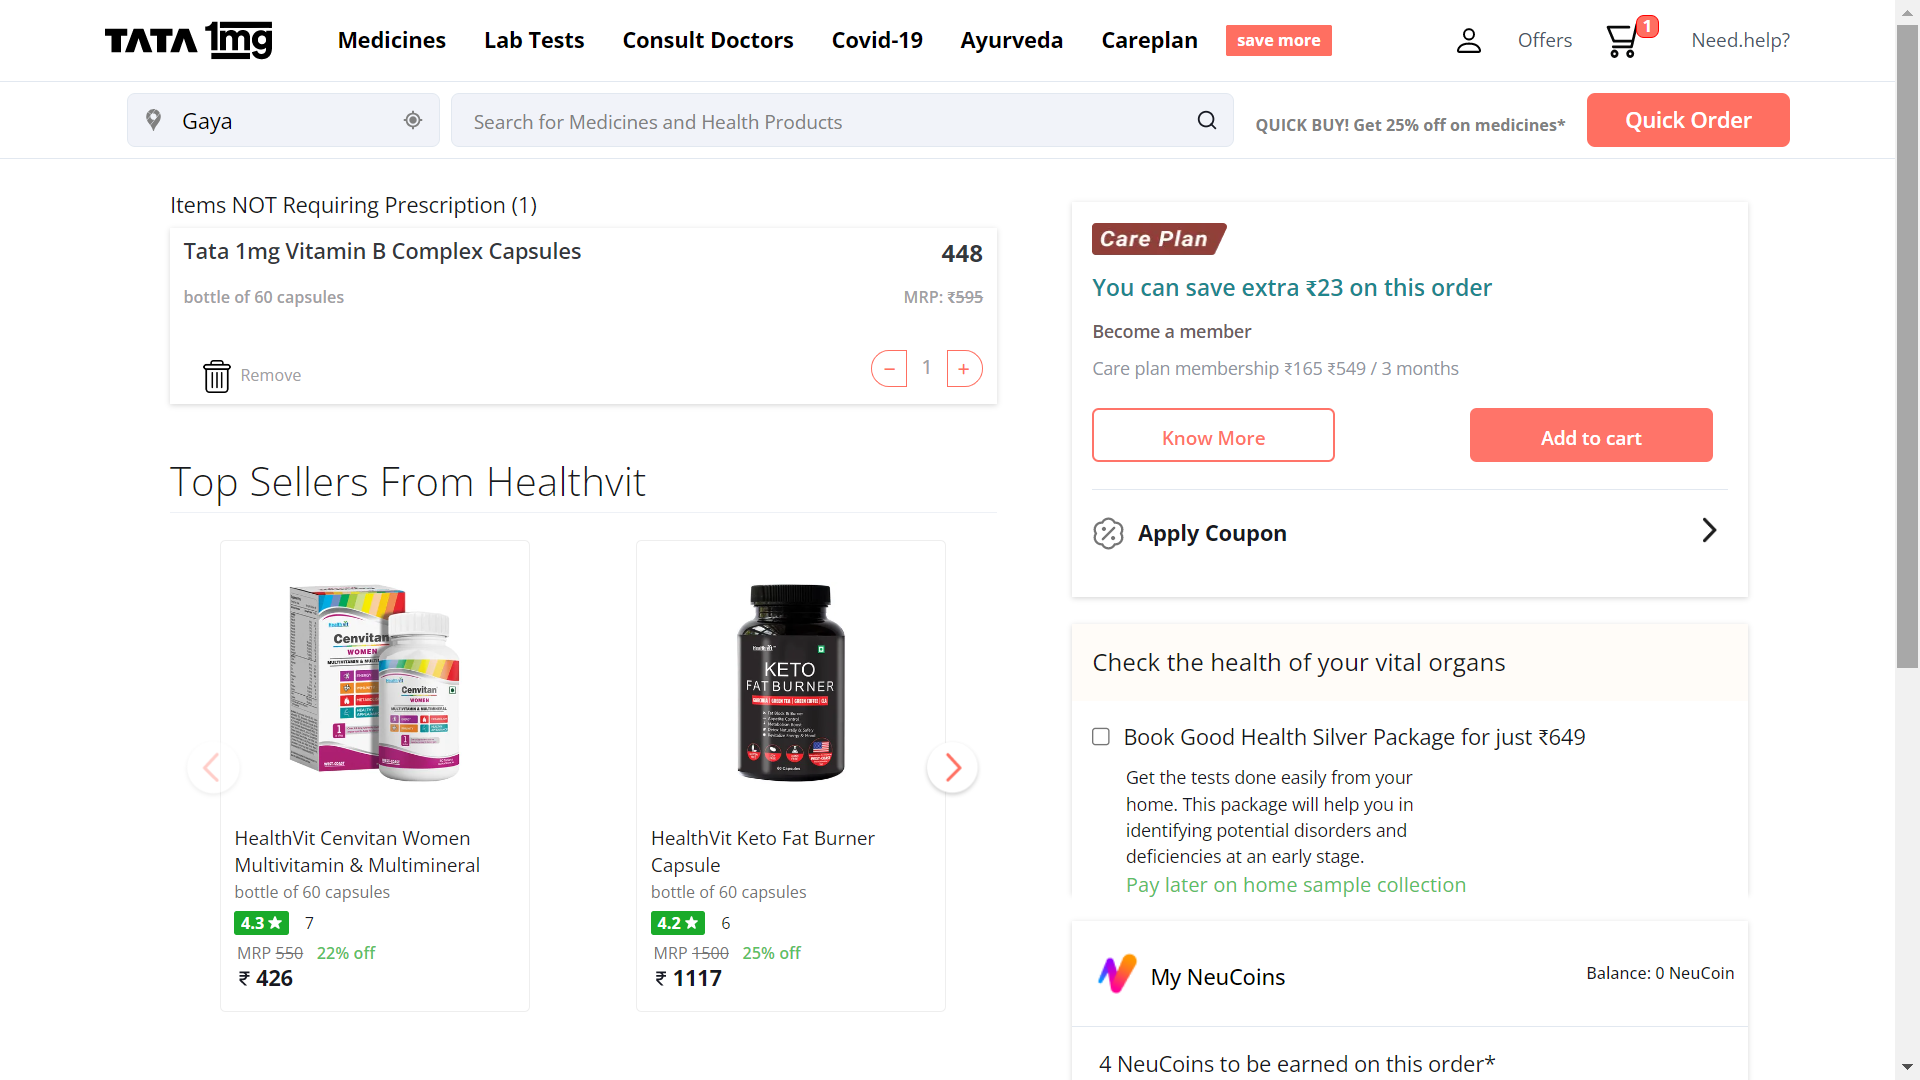 TATA 1mg
Medicines
Lab Tests
Consult Doctors
Covid-19
Ayurveda
Careplan
save more
Offers
1
Need.help?
Gaya
Search for Medicines and Health Products
QUICK BUY! Get 25% off on medicines*
Quick Order
Items NOT Requiring Prescription (1)
Tata 1mg Vitamin B Complex Capsules
448
bottle of 60 capsules
MRP: ₹595
Remove
− 1 +
Top Sellers From Healthvit
Cenvitan
WOMEN
Cenvitan
WOMEN
HealthVit Cenvitan Women
Multivitamin & Multimineral
bottle of 60 capsules
4.3 ★ 7
MRP 550 22% off
₹ 426
KETO
FAT BURNER
HealthVit Keto Fat Burner
Capsule
bottle of 60 capsules
4.2 ★ 6
MRP 1500 25% off
₹ 1117
Care Plan
You can save extra ₹23 on this order
Become a member
Care plan membership ₹165 ₹549 / 3 months
Know More
Add to cart
Apply Coupon
Check the health of your vital organs
Book Good Health Silver Package for just ₹649
Get the tests done easily from your
home. This package will help you in
identifying potential disorders and
deficiencies at an early stage.
Pay later on home sample collection
My NeuCoins
Balance: 0 NeuCoin
4 NeuCoins to be earned on this order*